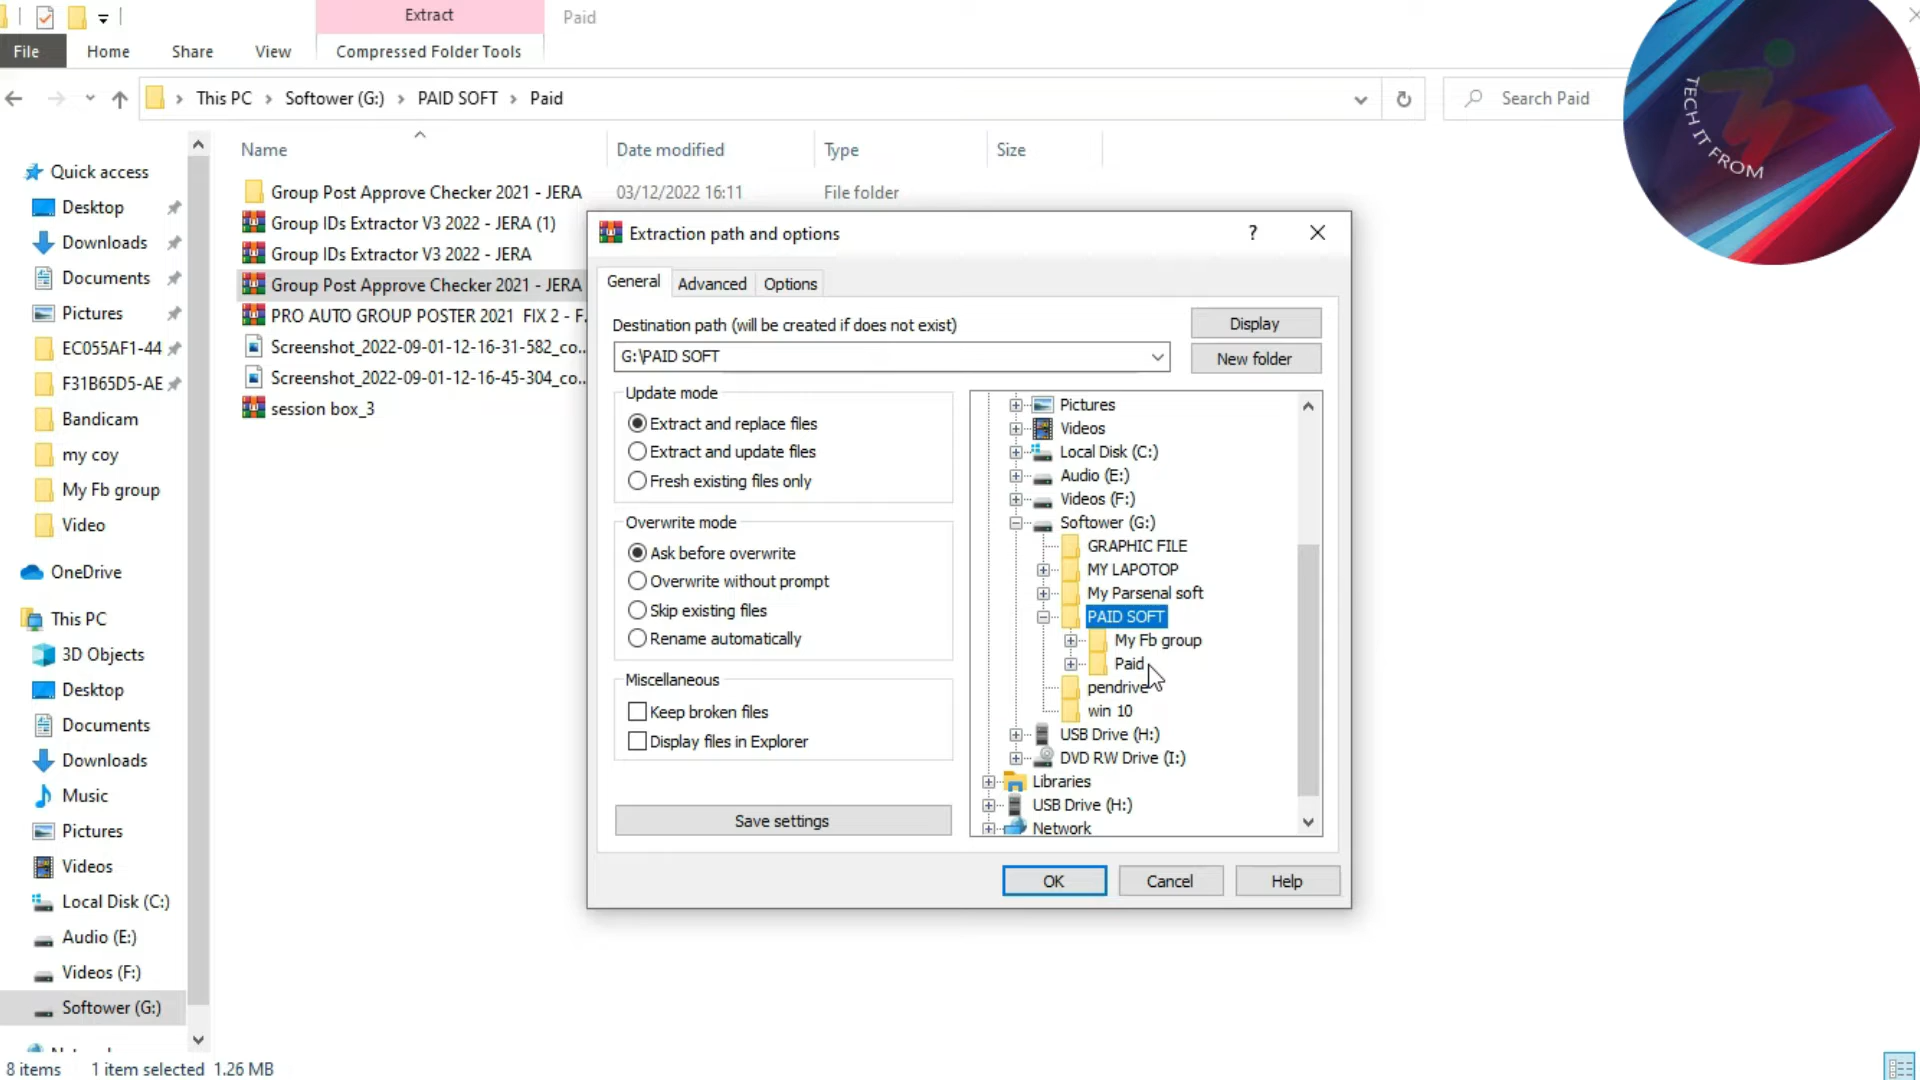 Extract
Paid
File
Home
Share
View
Compressed Folder Tools
This PC
Softower (G:)
PAID SOFT
Paid
Search Paid
TECH IT FROM
Name
Date modified
Type
Size
Quick access
Desktop
Downloads
Documents
Pictures
EC055AF1-44
F31B65D5-AE
Bandicam
my coy
My Fb group
Video
OneDrive
This PC
3D Objects
Desktop
Documents
Downloads
Music
Pictures
Videos
Local Disk (C:)
Audio (E:)
Videos (F:)
Softower (G:)
Group Post Approve Checker 2021 - JERA
03/12/2022 16:11
File folder
Group IDs Extractor V3 2022 - JERA (1)
Group IDs Extractor V3 2022 - JERA
Group Post Approve Checker 2021 - JERA
PRO AUTO GROUP POSTER 2021 FIX 2 - F.
Screenshot_2022-09-01-12-16-31-582_co...
Screenshot_2022-09-01-12-16-45-304_co...
session box_3
Extraction path and options
?
General
Advanced
Options
Destination path (will be created if does not exist)
G:\PAID SOFT
Display
New folder
Update mode
Extract and replace files
Extract and update files
Fresh existing files only
Overwrite mode
Ask before overwrite
Overwrite without prompt
Skip existing files
Rename automatically
Miscellaneous
Keep broken files
Display files in Explorer
Save settings
Pictures
Videos
Local Disk (C:)
Audio (E:)
Videos (F:)
Softower (G:)
GRAPHIC FILE
MY LAPOTOP
My Parsenal soft
PAID SOFT
My Fb group
Paid
pendrive
win 10
USB Drive (H:)
DVD RW Drive (I:)
Libraries
USB Drive (H:)
Network
OK
Cancel
Help
8 items
1 item selected 1.26 MB